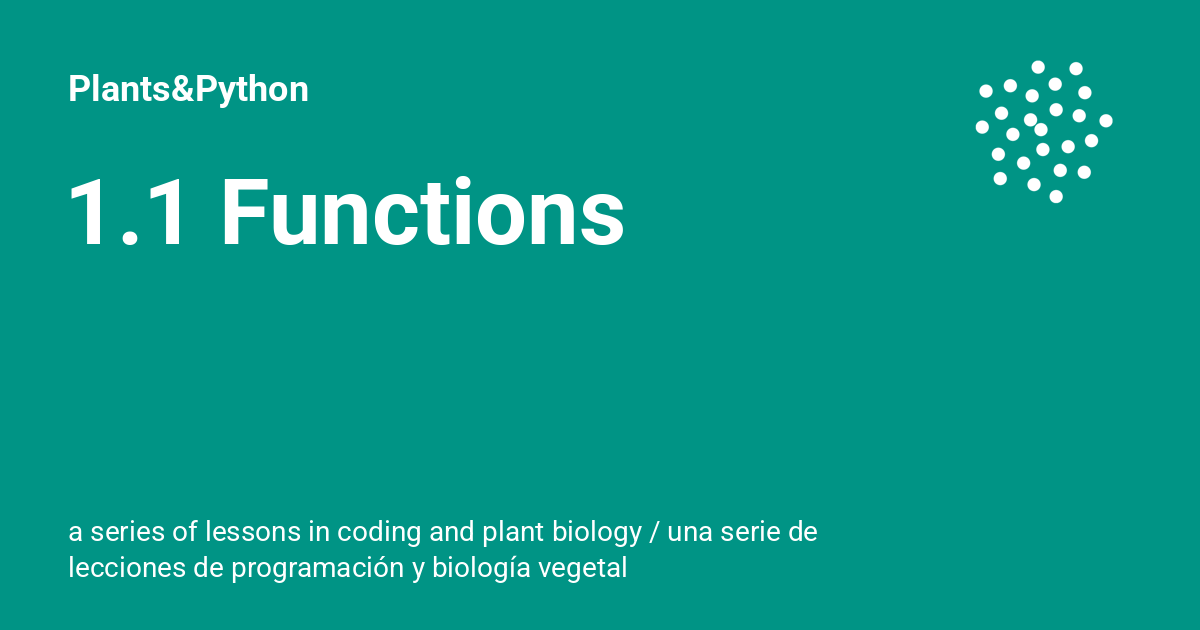 Plants&Python
1.1 Functions
a series of lessons in coding and plant biology / una serie de
lecciones de programación y biología vegetal